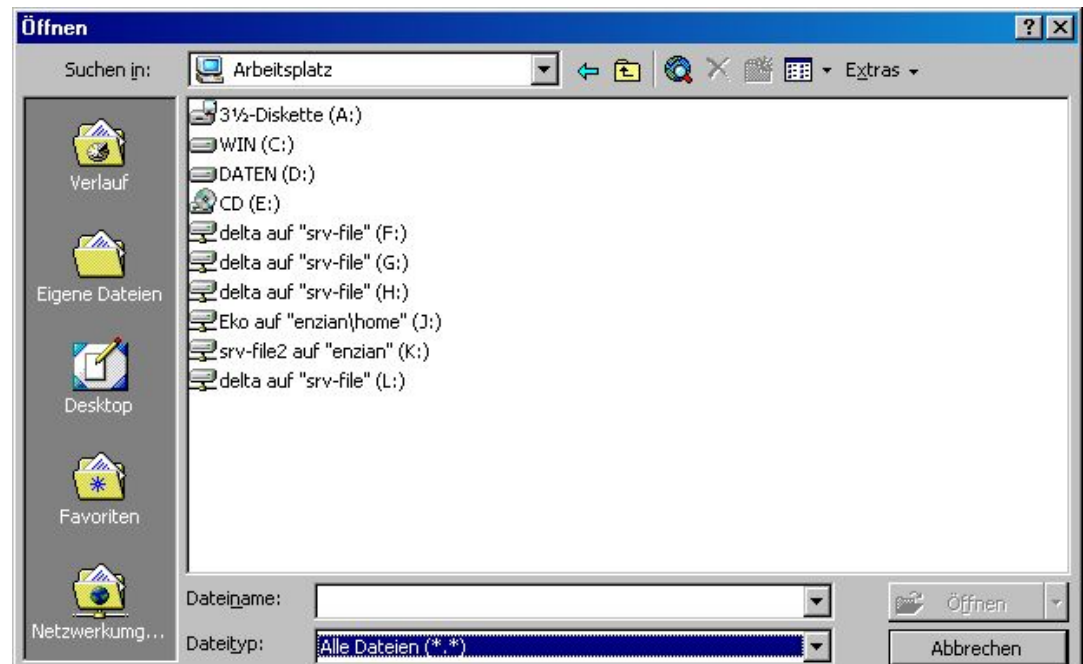 Öffnen
Suchen in: Arbeitsplatz Extras
3½-Diskette (A:)
WIN (C:)
DATEN (D:)
CD (E:)
delta auf "srv-file" (F:)
delta auf "srv-file" (G:)
delta auf "srv-file" (H:)
Eko auf "enzian\home" (J:)
srv-file2 auf "enzian" (K:)
delta auf "srv-file" (L:)
Verlauf
Eigene Dateien
Desktop
Favoriten
Netzwerkumg...
Dateiname: Öffnen
Dateityp: Alle Dateien (*.*) Abbrechen